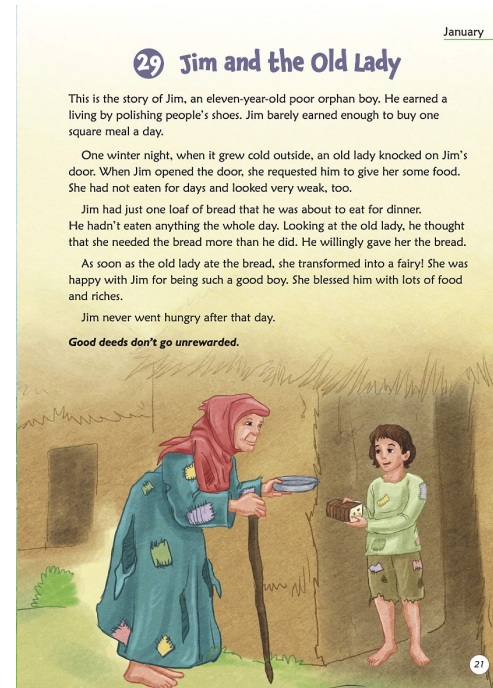 January
29 Jim and the Old Lady
This is the story of Jim, an eleven-year-old poor orphan boy. He earned a
living by polishing people's shoes. Jim barely earned enough to buy one
square meal a day.
One winter night, when it grew cold outside, an old lady knocked on Jim's
door. When Jim opened the door, she requested him to give her some food.
She had not eaten for days and looked very weak, too.
Jim had just one loaf of bread that he was about to eat for dinner.
He hadn't eaten anything the whole day. Looking at the old lady, he thought
that she needed the bread more than he did. He willingly gave her the bread.
As soon as the old lady ate the bread, she transformed into a fairy! She was
happy with Jim for being such a good boy. She blessed him with lots of food
and riches.
Jim never went hungry after that day.
Good deeds don't go unrewarded.
21